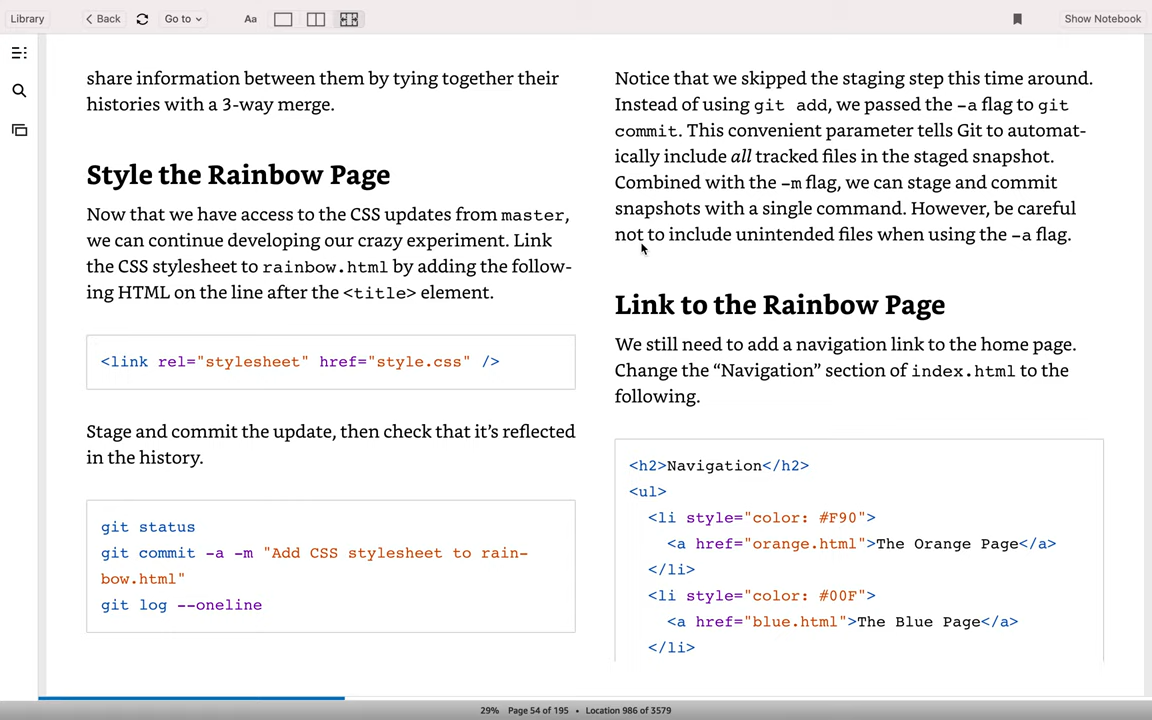 Library
Back
Go to
Aa
Show Notebook
share information between them by tying together their
histories with a 3-way merge.
Style the Rainbow Page
Now that we have access to the CSS updates from master,
we can continue developing our crazy experiment. Link
the CSS stylesheet to rainbow.html by adding the follow-
ing HTML on the line after the <title> element.
<link rel="stylesheet" href="style.css" />
Stage and commit the update, then check that it’s reflected
in the history.
git status
git commit -a -m "Add CSS stylesheet to rain-
bow.html"
git log --oneline
Notice that we skipped the staging step this time around.
Instead of using git add, we passed the -a flag to git
commit. This convenient parameter tells Git to automat-
ically include all tracked files in the staged snapshot.
Combined with the -m flag, we can stage and commit
snapshots with a single command. However, be careful
not to include unintended files when using the -a flag.
Link to the Rainbow Page
We still need to add a navigation link to the home page.
Change the “Navigation” section of index.html to the
following.
<h2>Navigation</h2>
<ul>
<li style="color: #F90">
<a href="orange.html">The Orange Page</a>
</li>
<li style="color: #00F">
<a href="blue.html">The Blue Page</a>
</li>
29% Page 54 of 195 • Location 986 of 3579